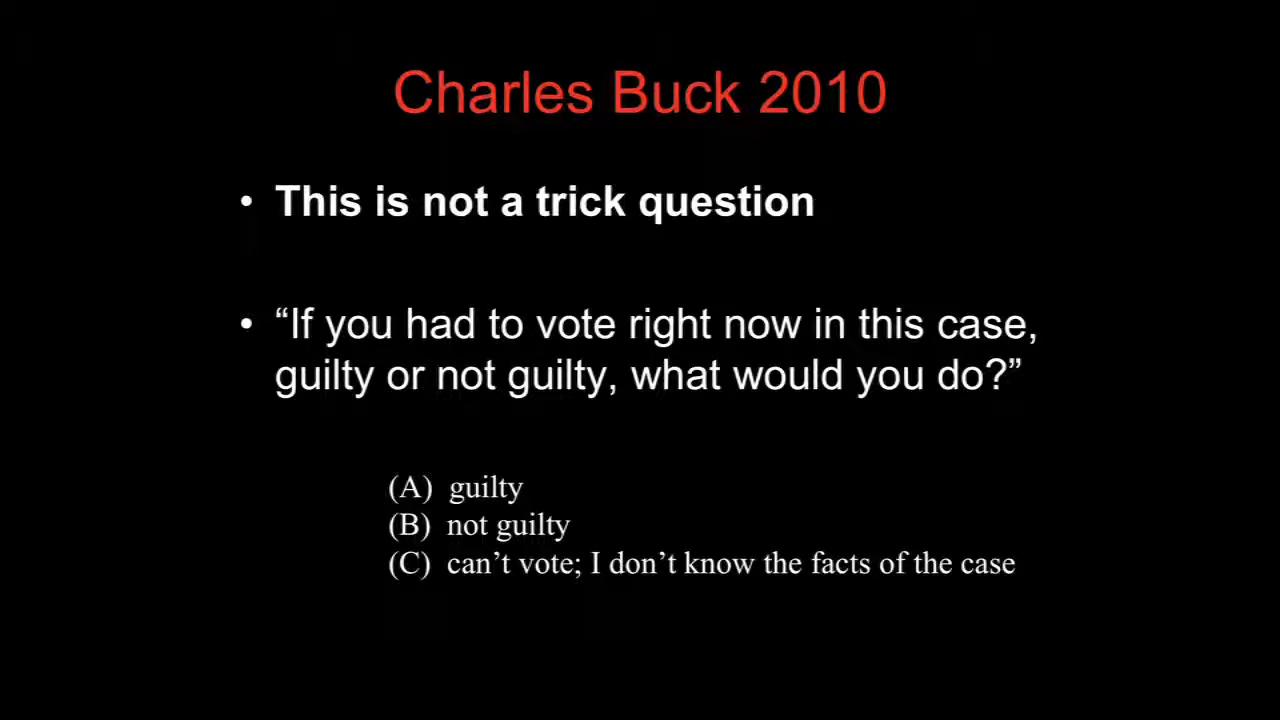 Charles Buck 2010
• This is not a trick question
• “If you had to vote right now in this case,
guilty or not guilty, what would you do?”
(A) guilty
(B) not guilty
(C) can’t vote; I don’t know the facts of the case